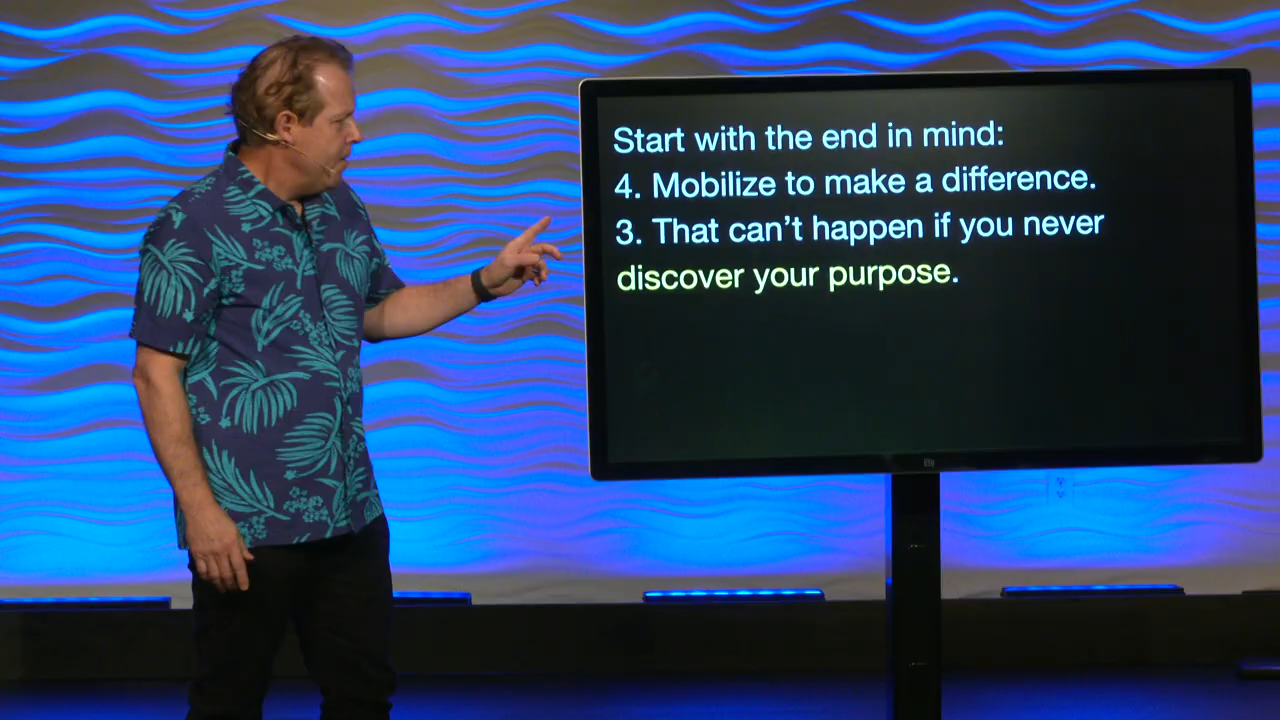 Start with the end in mind:
4. Mobilize to make a difference.
3. That can't happen if you never
discover your purpose.
elo